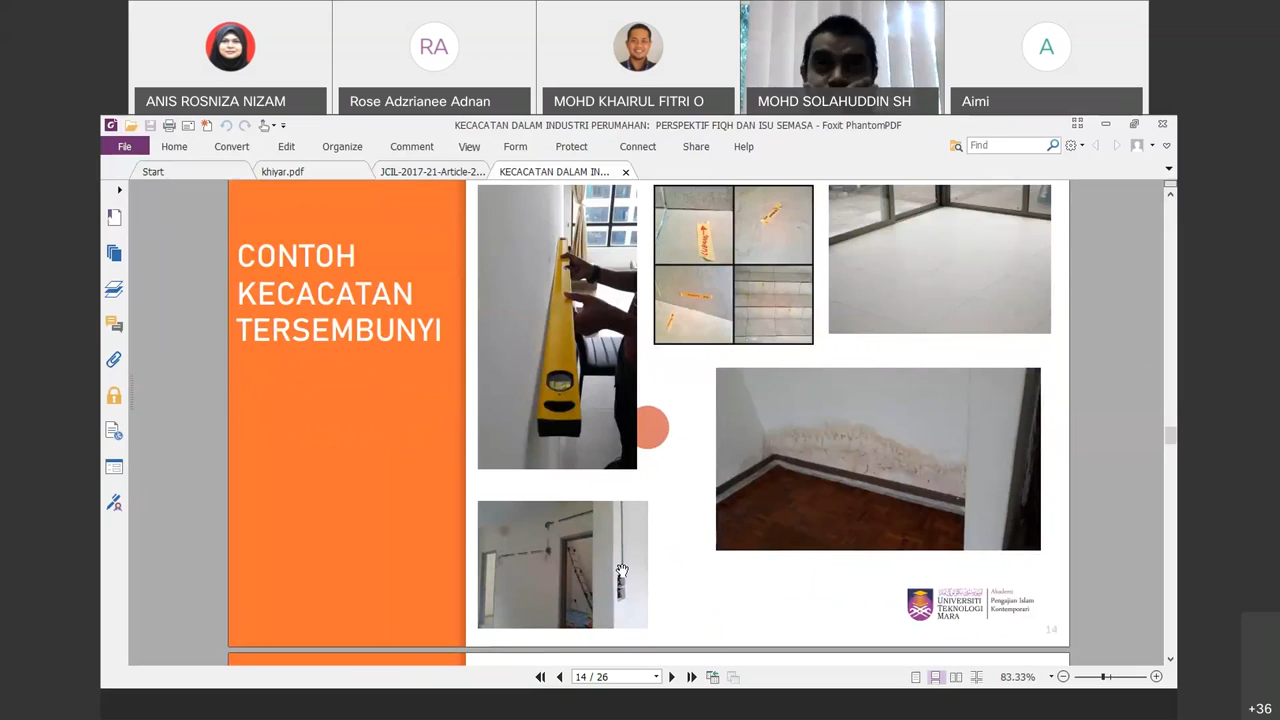 RA
A
ANIS ROSNIZA NIZAM
Rose Adzrianee Adnan
MOHD KHAIRUL FITRI O
MOHD SOLAHUDDIN SH
Aimi
KECACATAN DALAM INDUSTRI PERUMAHAN: PERSPEKTIF FIQH DAN ISU SEMASA - Foxit PhantomPDF
File Home Convert Edit Organize Comment View Form Protect Connect Share Help
Find
Start
khiyar.pdf
JCIL-2017-21-Article-2...
KECACATAN DALAM IN...
CONTOH
KECACATAN
TERSEMBUNYI
UNIVERSITI
TEKNOLOGI
MARA
Akademi
Pengajian Islam
Kontemporari
14
14 / 26
83.33%
+36